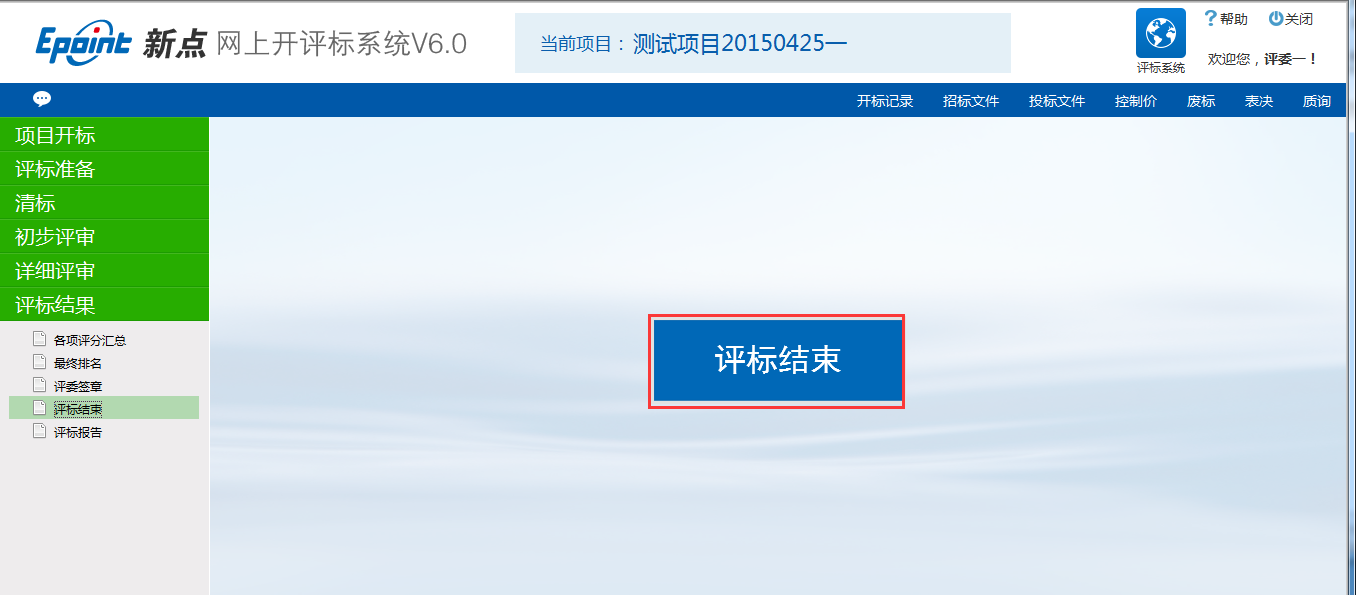 Epoint 新点 网上开评标系统V6.0
当前项目： 测试项目20150425一
评标系统
? 帮助 关闭
欢迎您，评委一！
开标记录 招标文件 投标文件 控制价 废标 表决 质询
项目开标
评标准备
清标
初步评审
详细评审
评标结果
各项评分汇总
最终排名
评委签章
评标结束
评标报告
评标结束